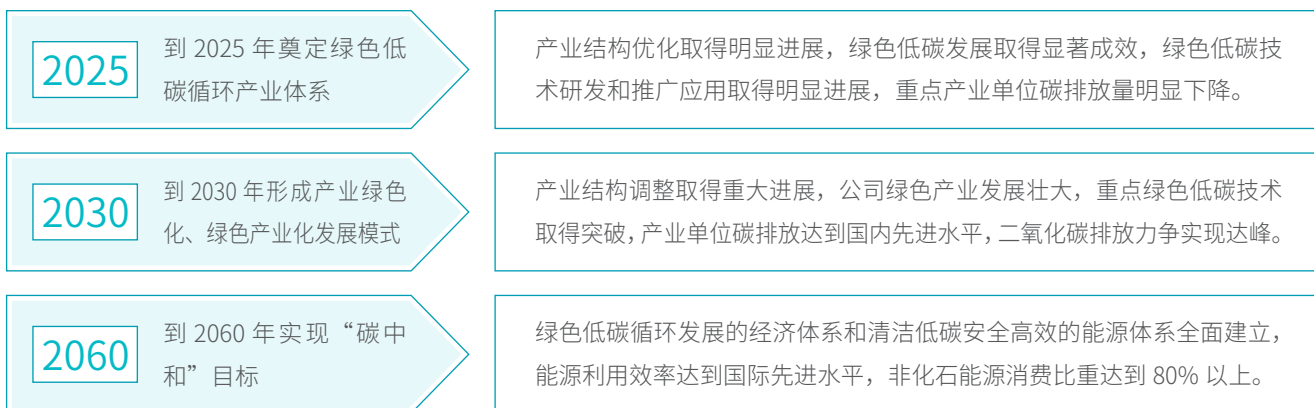 2025
到 2025 年奠定绿色低
碳循环产业体系
产业结构优化取得明显进展，绿色低碳发展取得显著成效，绿色低碳技
术研发和推广应用取得明显进展，重点产业单位碳排放量明显下降。
2030
到 2030 年形成产业绿色
化、绿色产业化发展模式
产业结构调整取得重大进展，公司绿色产业发展壮大，重点绿色低碳技术
取得突破，产业单位碳排放达到国内先进水平，二氧化碳排放力争实现达峰。
2060
到 2060 年实现“碳中
和”目标
绿色低碳循环发展的经济体系和清洁低碳安全高效的能源体系全面建立，
能源利用效率达到国际先进水平，非化石能源消费比重达到 80% 以上。